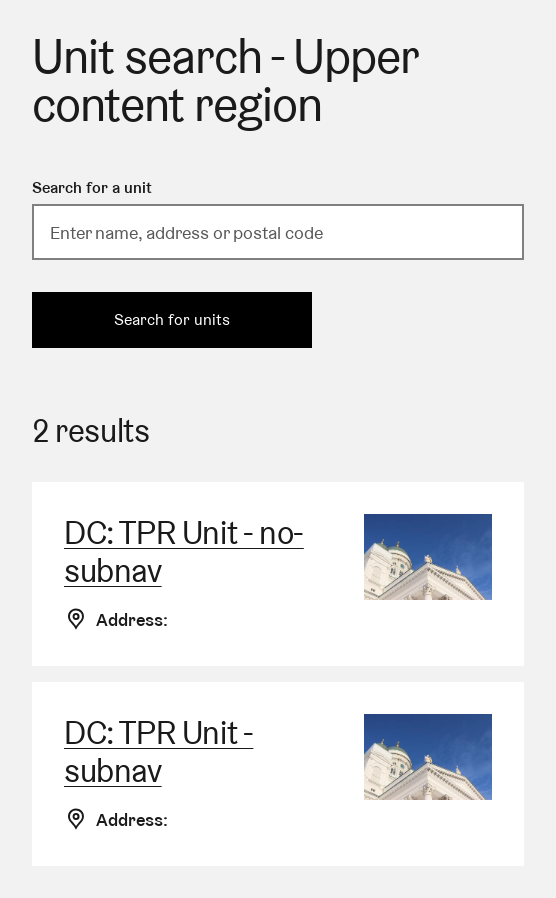 Unit search - Upper
content region
Search for a unit
Enter name, address or postal code
Search for units
2 results
DC: TPR Unit - no-
subnav
Address:
DC: TPR Unit -
subnav
Address: